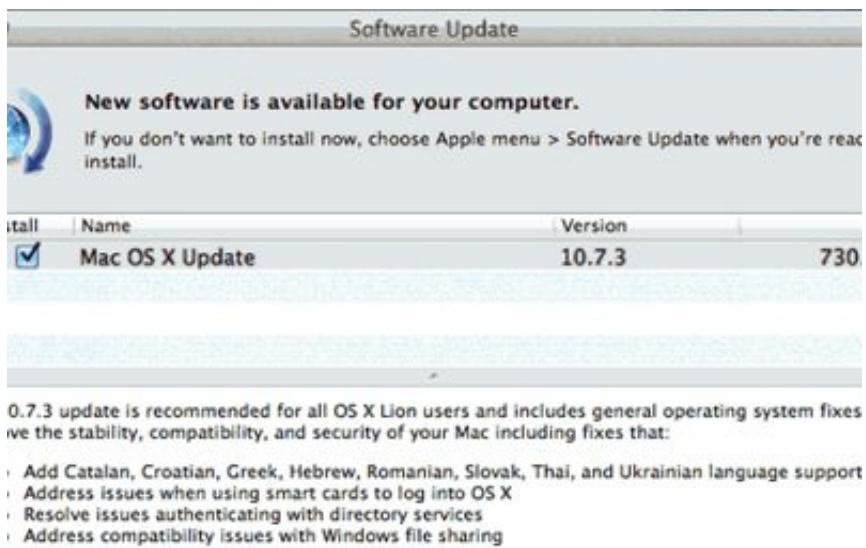 Software Update
New software is available for your computer.
If you don't want to install now, choose Apple menu > Software Update when you're read
install.
stall Name Version
Mac OS X Update 10.7.3 730.
0.7.3 update is recommended for all OS X Lion users and includes general operating system fixes
ve the stability, compatibility, and security of your Mac including fixes that:
Add Catalan, Croatian, Greek, Hebrew, Romanian, Slovak, Thai, and Ukrainian language support
Address issues when using smart cards to log into OS X
Resolve issues authenticating with directory services
Address compatibility issues with Windows file sharing